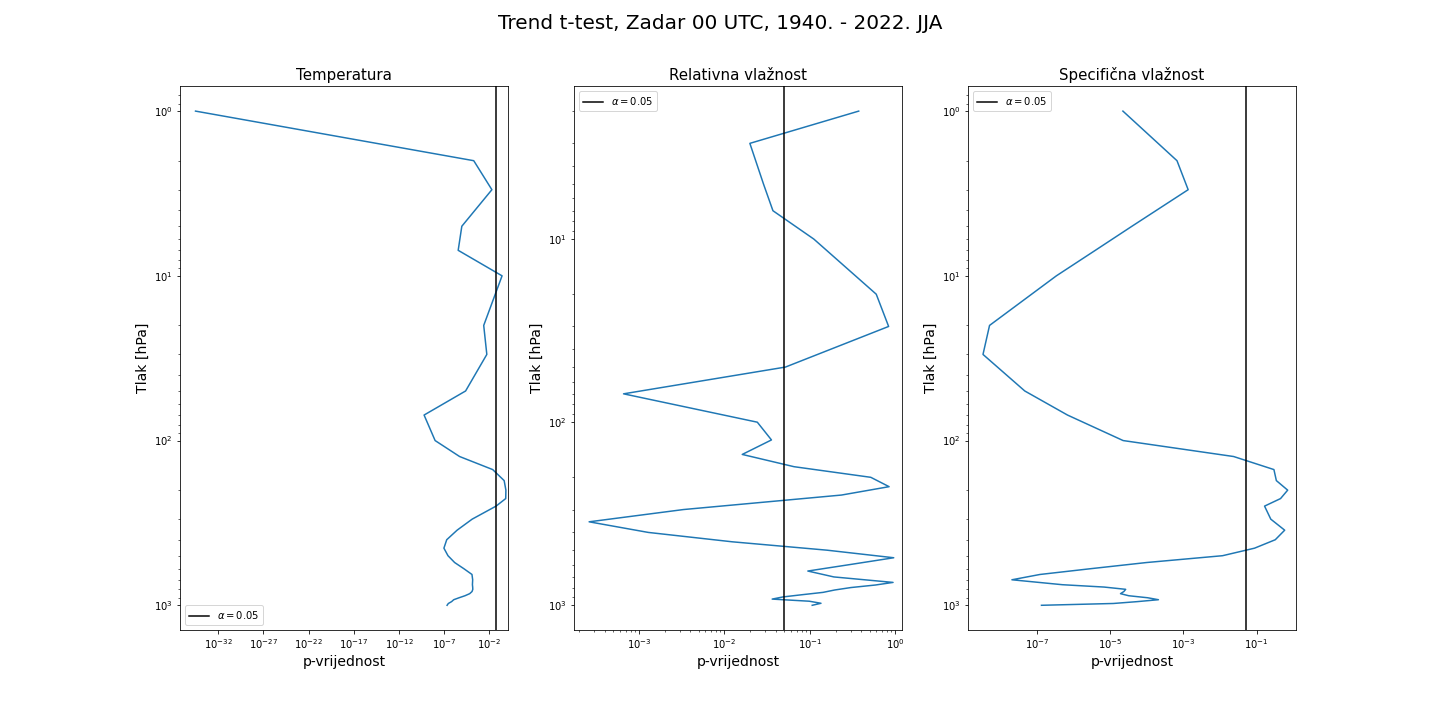 Trend t-test, Zadar 00 UTC, 1940. - 2022. JJA
Temperatura
Tlak [hPa]
10⁰
10¹
10²
10³
α = 0.05
10⁻³²
10⁻²⁷
10⁻²²
10⁻¹⁷
10⁻¹²
10⁻⁷
10⁻²
p-vrijednost
Relativna vlažnost
α = 0.05
Tlak [hPa]
10¹
10²
10³
10⁻³
10⁻²
10⁻¹
10⁰
p-vrijednost
Specifična vlažnost
α = 0.05
Tlak [hPa]
10⁰
10¹
10²
10³
10⁻⁷
10⁻⁵
10⁻³
10⁻¹
p-vrijednost